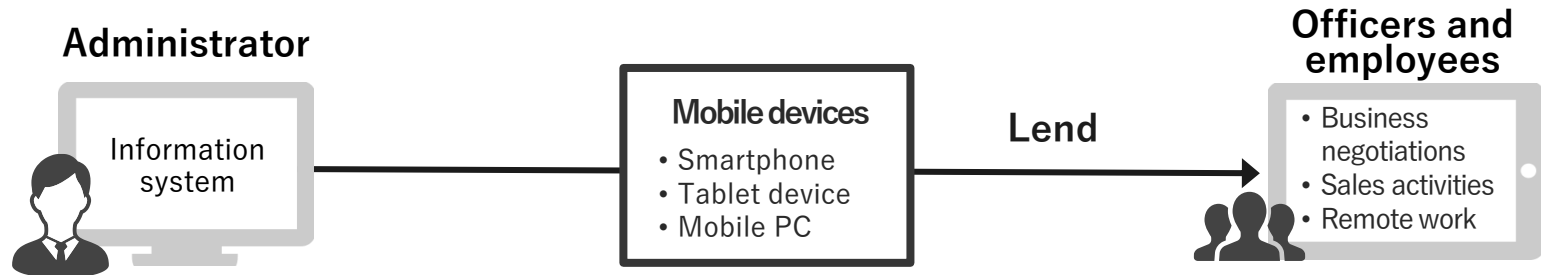 Administrator
Information
system
Mobile devices
• Smartphone
• Tablet device
• Mobile PC
Lend
Officers and
employees
• Business
negotiations
• Sales activities
• Remote work